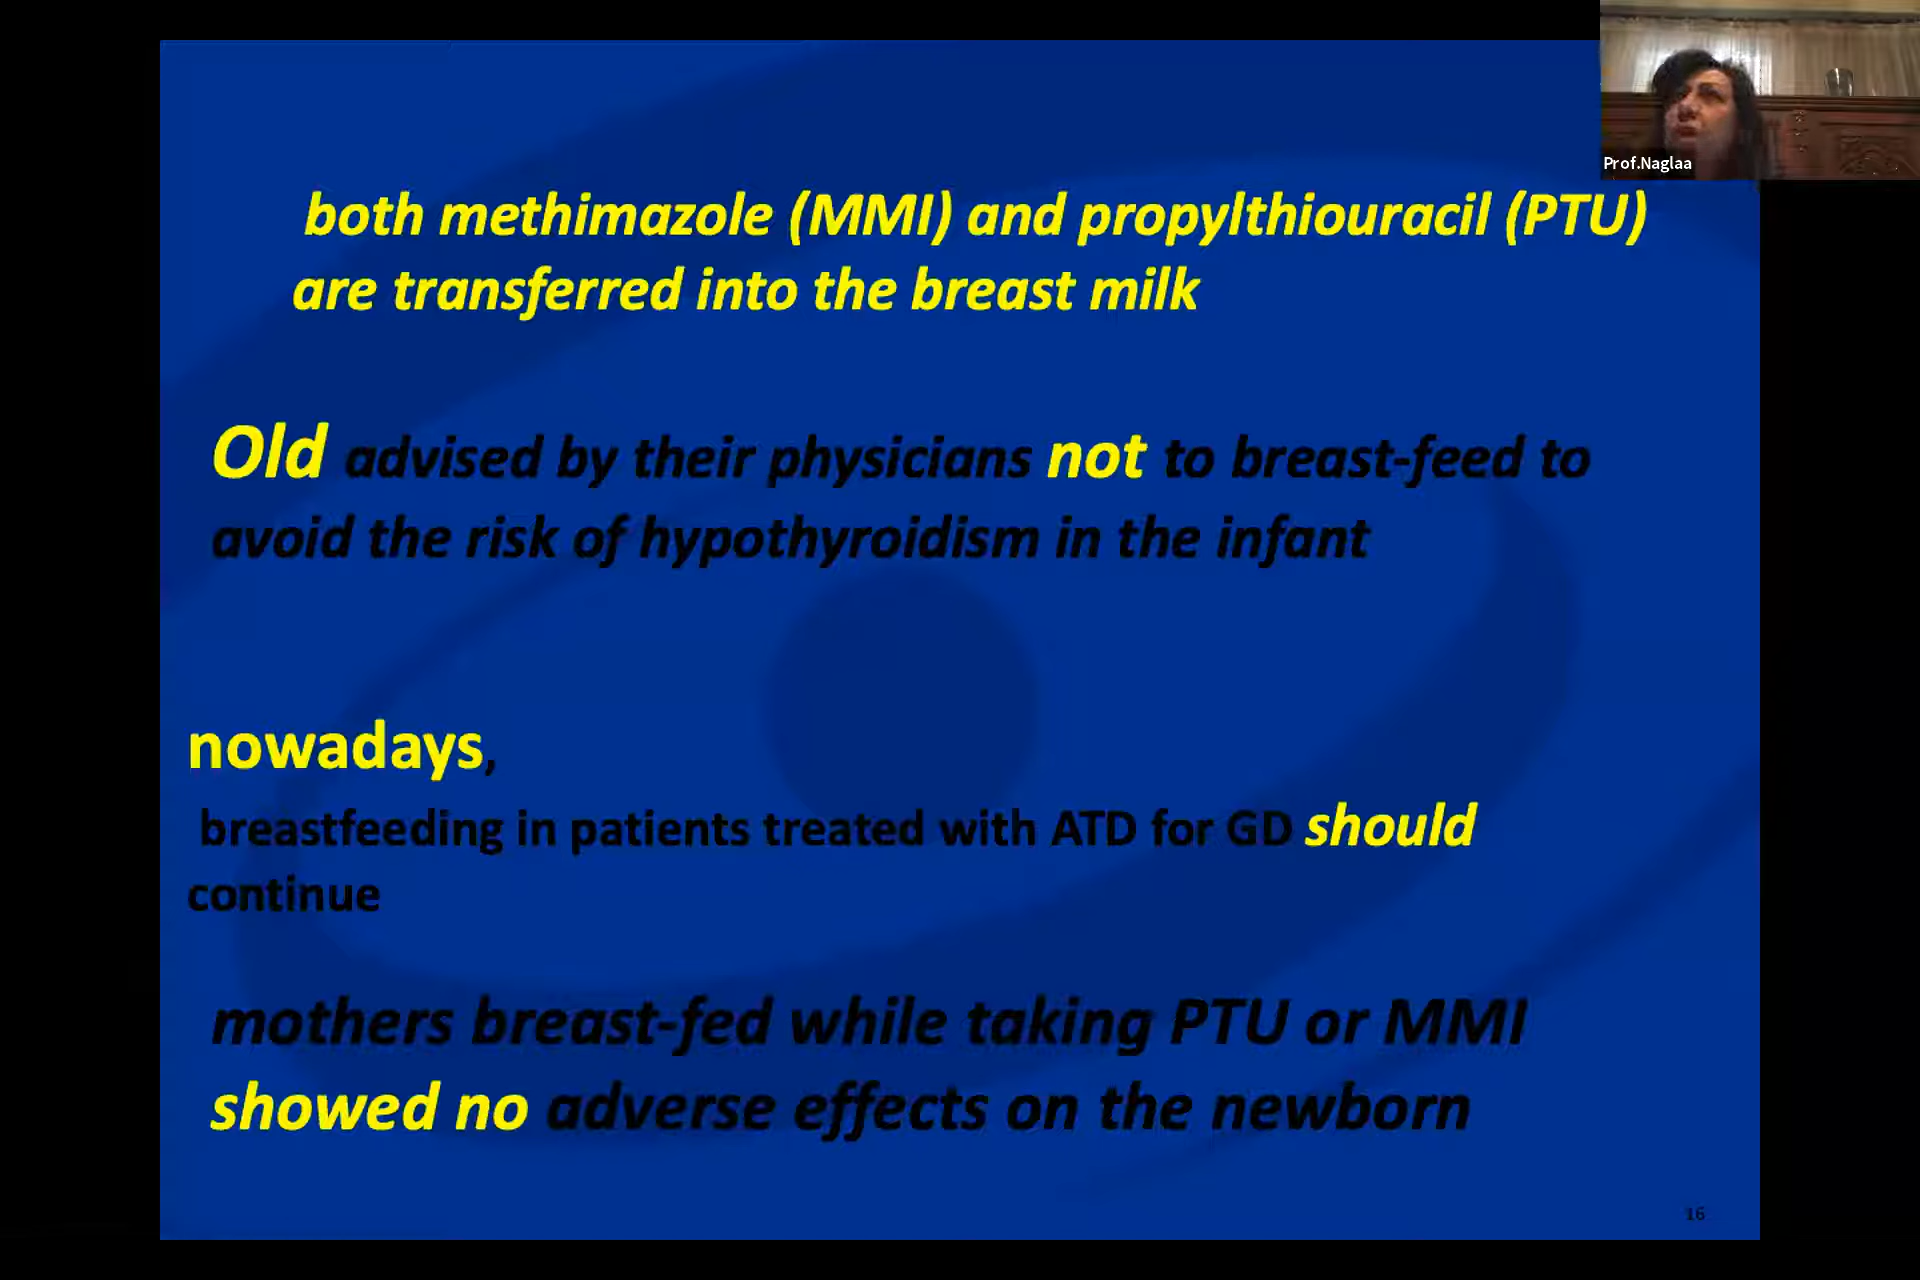 Prof.Naglaa
both methimazole (MMI) and propylthiouracil (PTU)
are transferred into the breast milk
Old advised by their physicians not to breast-feed to
avoid the risk of hypothyroidism in the infant
nowadays,
breastfeeding in patients treated with ATD for GD should
continue
mothers breast-fed while taking PTU or MMI
showed no adverse effects on the newborn
16